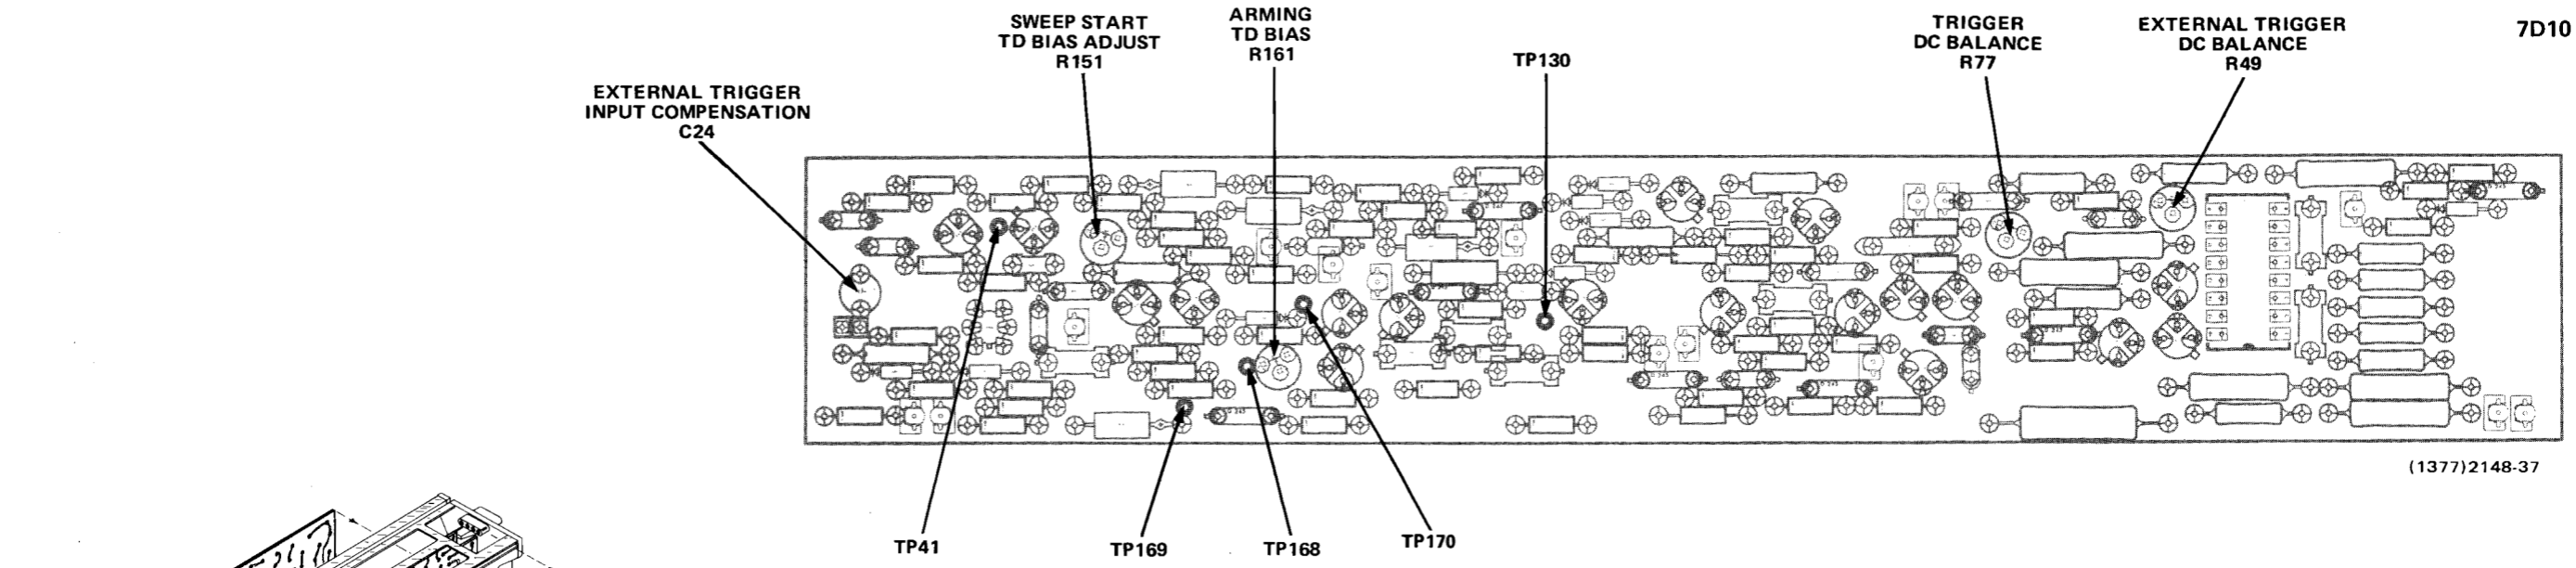 7D10
SWEEP START
TD BIAS ADJUST
R151
ARMING
TD BIAS
R161
TP130
TRIGGER
DC BALANCE
R77
EXTERNAL TRIGGER
DC BALANCE
R49
EXTERNAL TRIGGER
INPUT COMPENSATION
C24
(1377)2148-37
TP41
TP169
TP168
TP170